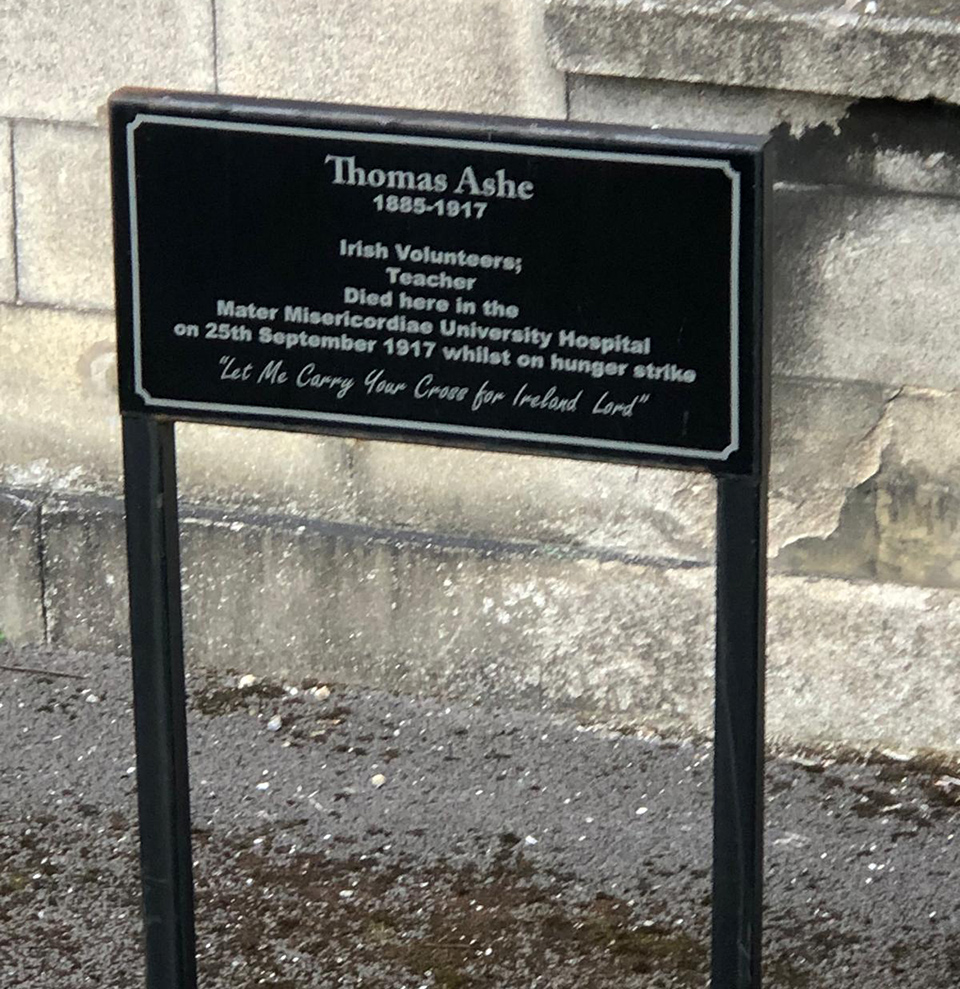 Thomas Ashe
1885-1917
Irish Volunteers;
Teacher
Died here in the
Mater Misericordiae University Hospital
on 25th September 1917 whilst on hunger strike
"Let Me Carry Your Cross for Ireland Lord"